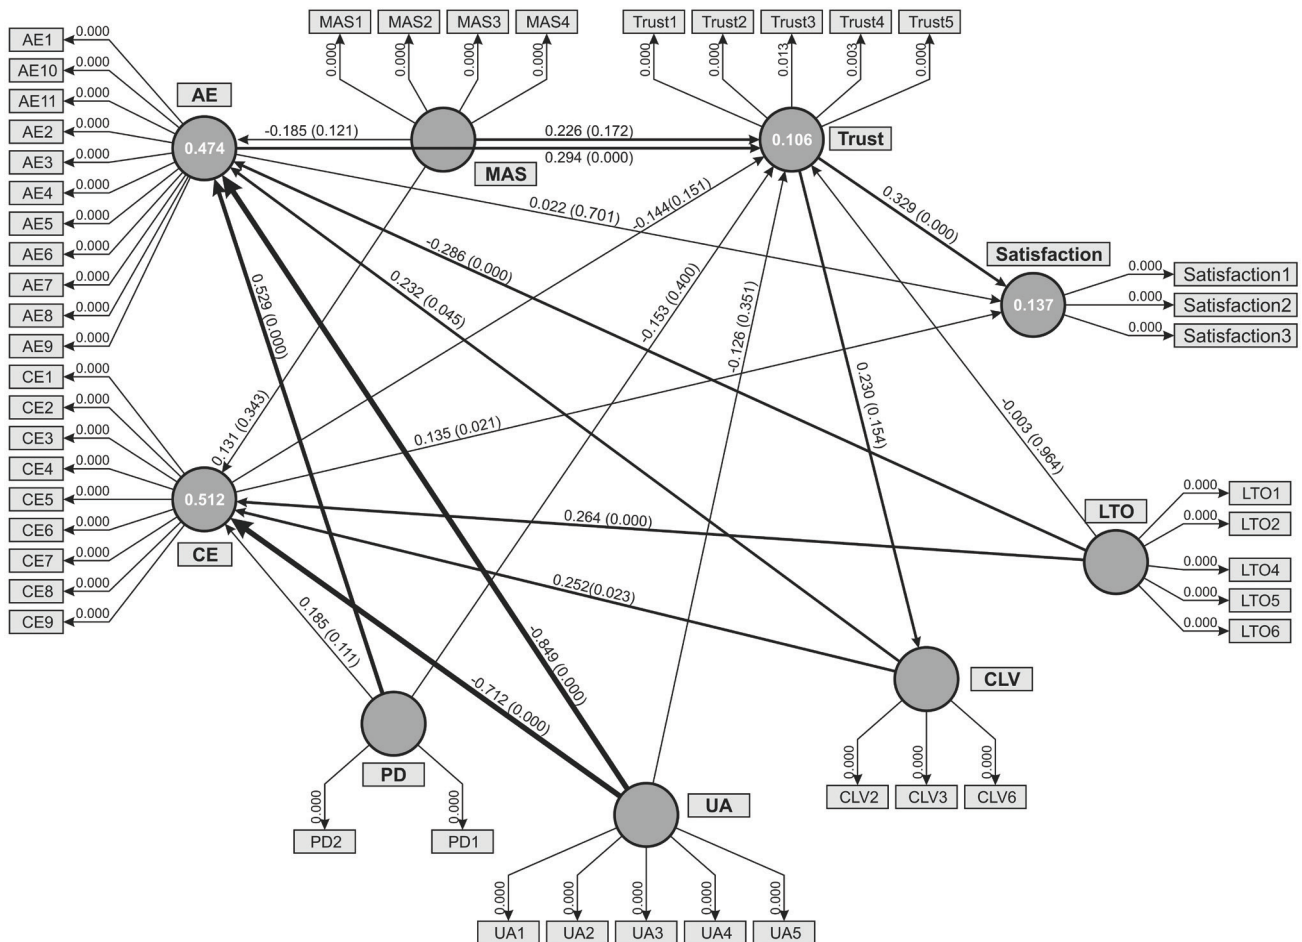 MAS1 MAS2 MAS3 MAS4
0.000 0.000 0.000 0.000
Trust1 Trust2 Trust3 Trust4 Trust5
0.000 0.000 0.013 0.003 0.000
AE1 0.000
AE10 0.000
AE11 0.000
AE2 0.000
AE3 0.000
AE4 0.000
AE5 0.000
AE6 0.000
AE7 0.000
AE8 0.000
AE9 0.000
AE
0.474
-0.185 (0.121)
MAS
0.226 (0.172)
0.294 (0.000)
0.106
Trust
0.022 (0.701)
-0.144(0.151)
0.329 (0.000)
-0.286 (0.000)
0.232 (0.045)
0.529 (0.000)
-0.153 (0.400)
-0.126 (0.351)
Satisfaction
0.137
0.000 Satisfaction1
0.000 Satisfaction2
0.000 Satisfaction3
CE1 0.000
CE2 0.000
CE3 0.000
CE4 0.000
CE5 0.000
CE6 0.000
CE7 0.000
CE8 0.000
CE9 0.000
0.131 (0.343)
0.135 (0.021)
0.230 (0.154)
-0.003 (0.964)
0.512
CE
0.264 (0.000)
0.252(0.023)
LTO
0.000 LTO1
0.000 LTO2
0.000 LTO4
0.000 LTO5
0.000 LTO6
0.185 (0.111)
-0.849 (0.000)
-0.712 (0.000)
CLV
0.000 0.000 0.000
CLV2 CLV3 CLV6
PD
0.000 0.000
PD2 PD1
UA
0.000 0.000 0.000 0.000 0.000
UA1 UA2 UA3 UA4 UA5